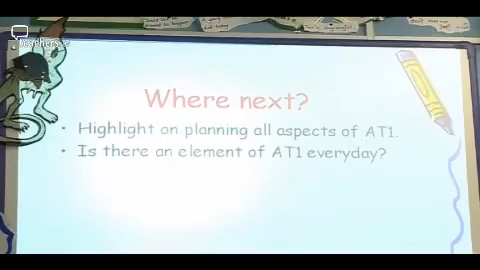 Where next?
• Highlight on planning all aspects of AT1.
• Is there an element of AT1 everyday?